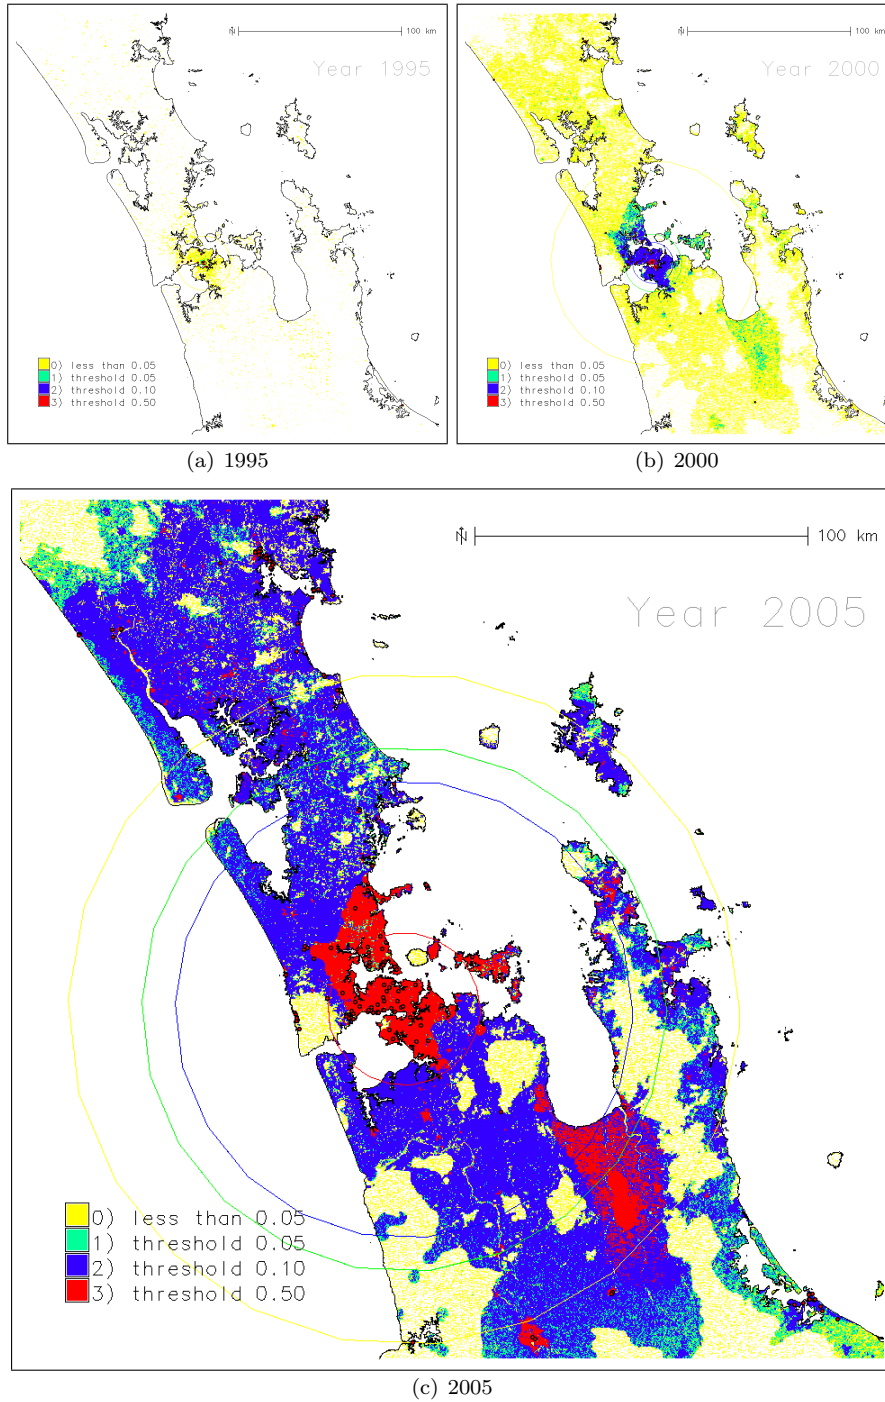 N 100 km
Year 1995
0) less than 0.05
1) threshold 0.05
2) threshold 0.10
3) threshold 0.50
(a) 1995
N 100 km
Year 2000
0) less than 0.05
1) threshold 0.05
2) threshold 0.10
3) threshold 0.50
(b) 2000
N 100 km
Year 2005
0) less than 0.05
1) threshold 0.05
2) threshold 0.10
3) threshold 0.50
(c) 2005